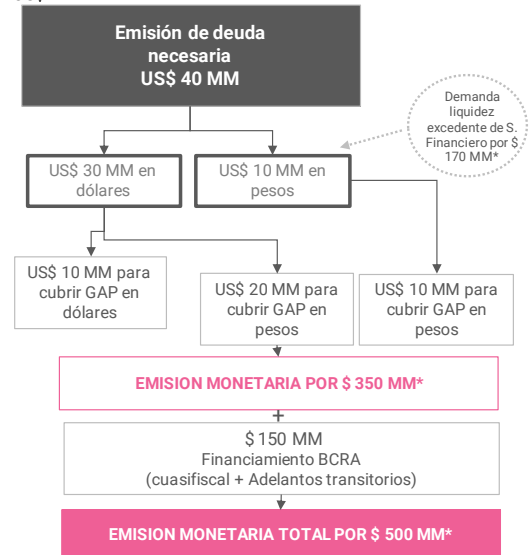 Emisión de deuda
necesaria
US$ 40 MM
Demanda
liquidez
excedente de S.
Financiero por $
170 MM*
US$ 30 MM en
dólares
US$ 10 MM en
pesos
US$ 10 MM para
cubrir GAP en
dólares
US$ 20 MM para
cubrir GAP en
pesos
US$ 10 MM para
cubrir GAP en
pesos
EMISION MONETARIA POR $ 350 MM*
+
$ 150 MM
Financiamiento BCRA
(cuasifiscal + Adelantos transitorios)
EMISION MONETARIA TOTAL POR $ 500 MM*